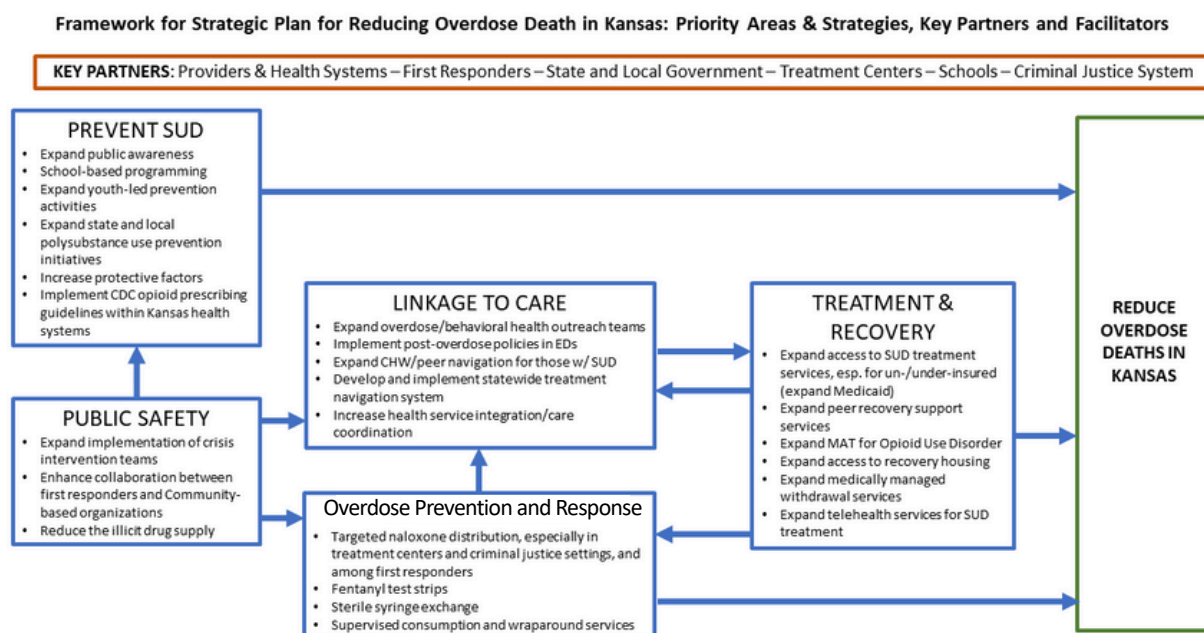 Framework for Strategic Plan for Reducing Overdose Death in Kansas: Priority Areas & Strategies, Key Partners and Facilitators
KEY PARTNERS: Providers & Health Systems – First Responders – State and Local Government – Treatment Centers – Schools – Criminal Justice System
PREVENT SUD
• Expand public awareness
• School-based programming
• Expand youth-led prevention
activities
• Expand state and local
polysubstance use prevention
initiatives
• Increase protective factors
• Implement CDC opioid prescribing
guidelines within Kansas health
systems
PUBLIC SAFETY
• Expand implementation of crisis
intervention teams
• Enhance collaboration between
first responders and Community-
based organizations
• Reduce the illicit drug supply
LINKAGE TO CARE
• Expand overdose/behavioral health outreach teams
• Implement post-overdose policies in EDs
• Expand CHW/peer navigation for those w/ SUD
• Develop and implement statewide treatment
navigation system
• Increase health service integration/care
coordination
Overdose Prevention and Response
• Targeted naloxone distribution, especially in
treatment centers and criminal justice settings, and
among first responders
• Fentanyl test strips
• Sterile syringe exchange
• Supervised consumption and wraparound services
TREATMENT &
RECOVERY
• Expand access to SUD treatment
services, esp. for un-/under-insured
(expand Medicaid)
• Expand peer recovery support
services
• Expand MAT for Opioid Use Disorder
• Expand access to recovery housing
• Expand medically managed
withdrawal services
• Expand telehealth services for SUD
treatment
REDUCE
OVERDOSE
DEATHS IN
KANSAS